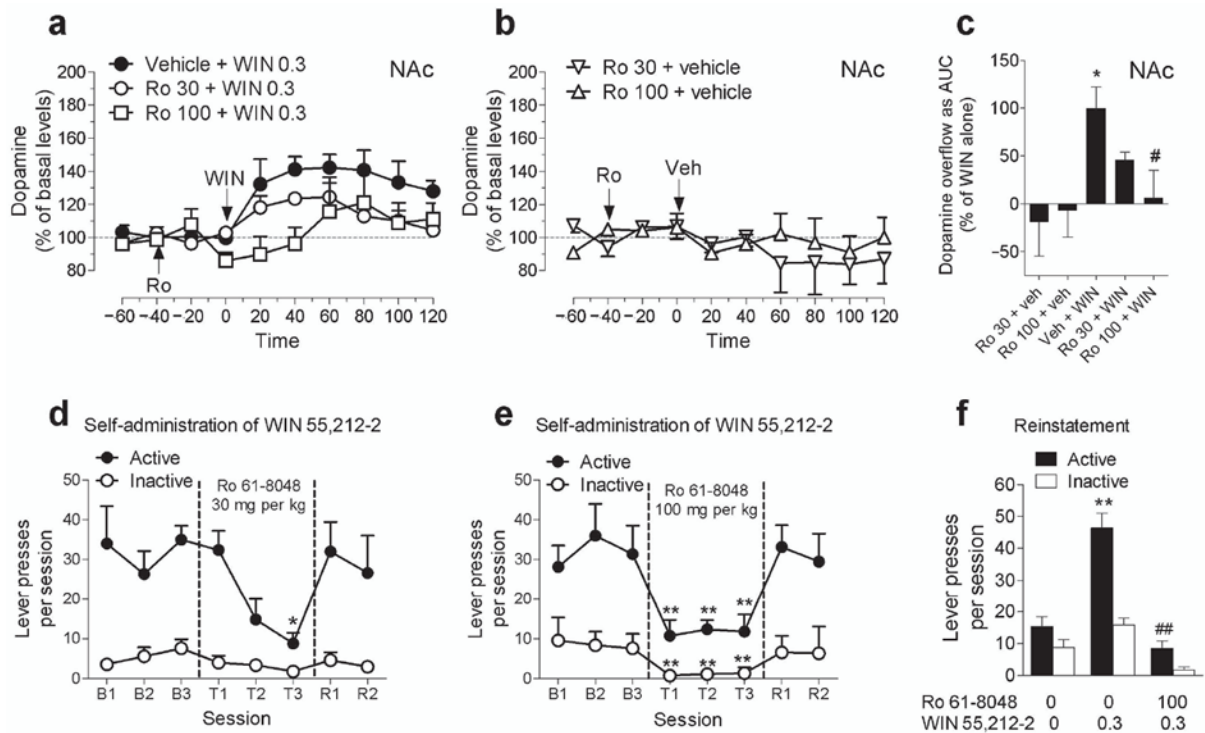 a
Vehicle + WIN 0.3
Ro 30 + WIN 0.3
Ro 100 + WIN 0.3
NAc
Dopamine
(% of basal levels)
200
180
160
140
120
100
80
WIN
Ro
−60 −40 −20 0 20 40 60 80 100 120
Time
b
Ro 30 + vehicle
Ro 100 + vehicle
NAc
Dopamine
(% of basal levels)
200
180
160
140
120
100
80
Ro
Veh
−60 −40 −20 0 20 40 60 80 100 120
Time
c
NAc
Dopamine overflow as AUC
(% of WIN alone)
150
100
50
0
−50
*
#
Ro 30 + veh
Ro 100 + veh
Veh + WIN
Ro 30 + WIN
Ro 100 + WIN
d
Self-administration of WIN 55,212-2
Active
Inactive
Ro 61-8048
30 mg per kg
Lever presses
per session
50
40
30
20
10
0
*
B1 B2 B3 T1 T2 T3 R1 R2
Session
e
Self-administration of WIN 55,212-2
Active
Inactive
Ro 61-8048
100 mg per kg
Lever presses
per session
50
40
30
20
10
0
** ** **
** ** **
B1 B2 B3 T1 T2 T3 R1 R2
Session
f
Reinstatement
Active
Inactive
Lever presses
per session
60
50
40
30
20
10
0
**
##
Ro 61-8048 0 0 100
WIN 55,212-2 0 0.3 0.3